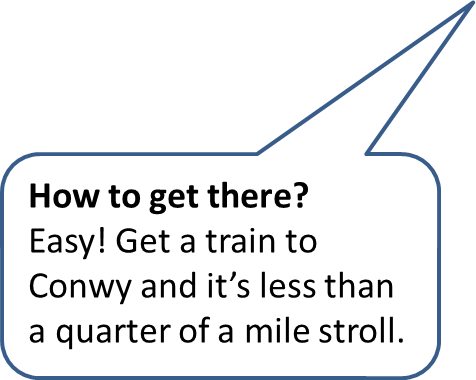 How to get there?
Easy! Get a train to
Conwy and it’s less than
a quarter of a mile stroll.